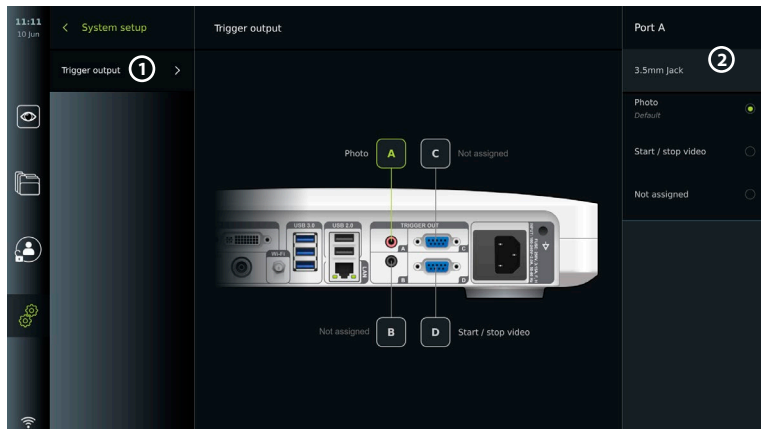 11:11
10 Jun
System setup
Trigger output
Port A
Trigger output
1
2
3.5mm Jack
Photo
Default
Start / stop video
Not assigned
Photo
A
C
Not assigned
USB 3.0
USB 2.0
TRIGGER OUT
A
C
Wi-Fi
LAN
B
D
Not assigned
B
D
Start / stop video